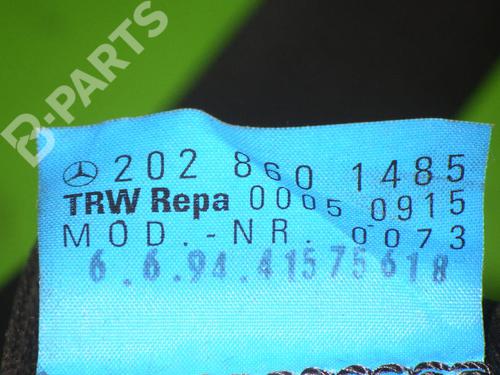 B-PARTS
202 860 1485
TRW Repa 0005 0915
MOD.-NR. 0073
6.6.94.41575618